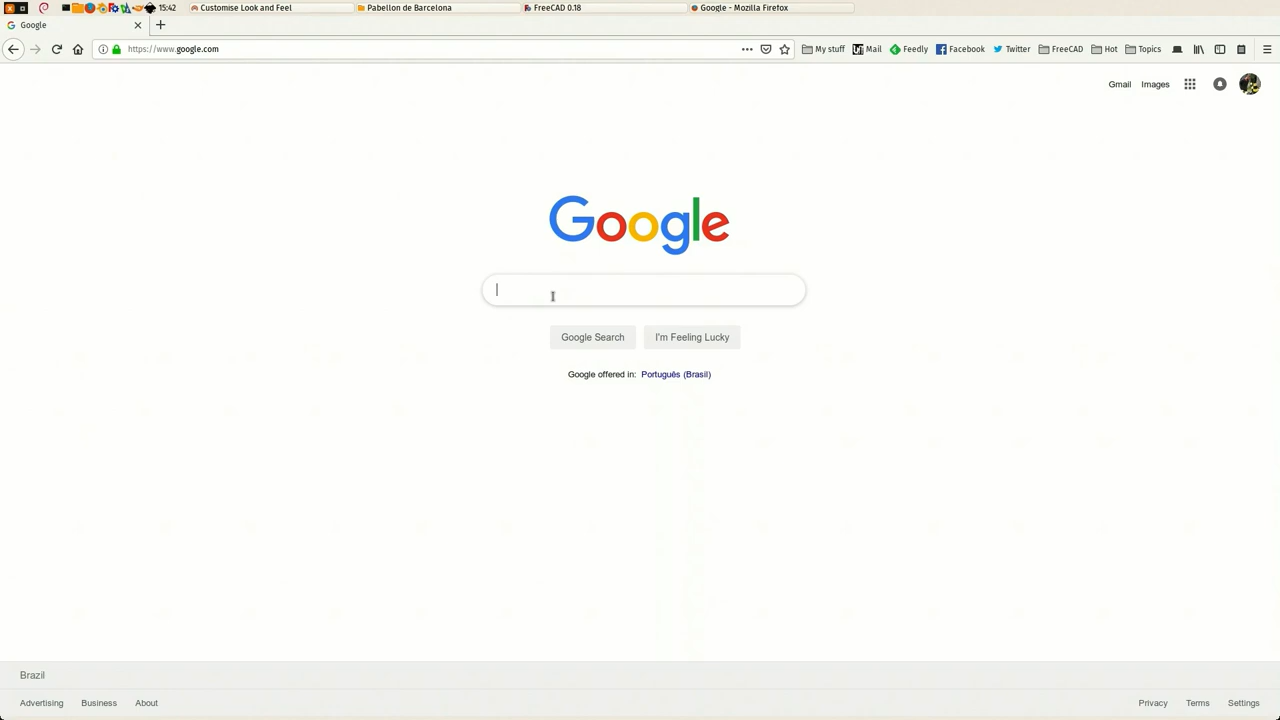 15:42 Customise Look and Feel Pabellon de Barcelona FreeCAD 0.18 Google - Mozilla Firefox
Google
https://www.google.com My stuff Mail Feedly Facebook Twitter FreeCAD Hot Topics
Gmail Images
Google
Google Search I'm Feeling Lucky
Google offered in: Português (Brasil)
Brazil
Advertising Business About Privacy Terms Settings